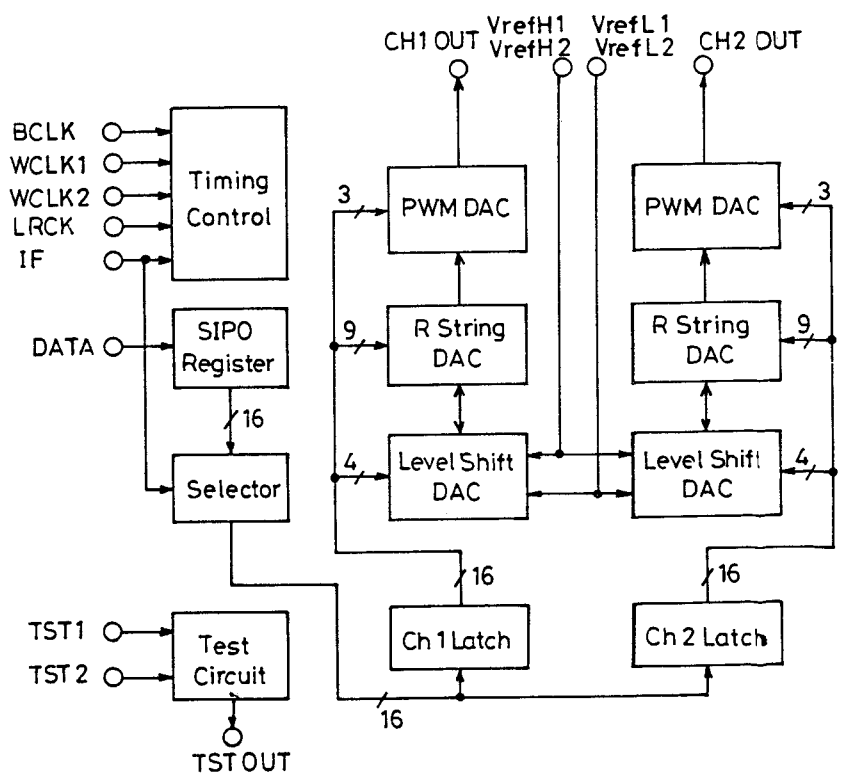 CH1 OUT
VrefH1
VrefH2
VrefL1
VrefL2
CH2 OUT
BCLK
WCLK1
WCLK2
LRCK
IF
Timing
Control
3
PWM DAC
PWM DAC
3
DATA
SIPO
Register
9
R String
DAC
R String
DAC
9
16
Selector
4
Level Shift
DAC
Level Shift
DAC
4
16
16
TST1
TST2
Test
Circuit
Ch 1 Latch
Ch 2 Latch
16
TST OUT